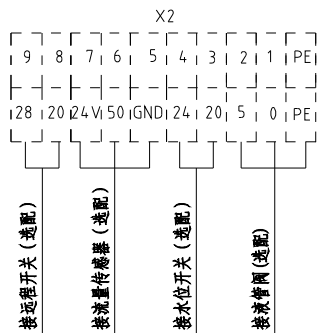 X2
9 8 7 6 5 4 3 2 1 PE
28 20 24V 50 GND 24 20 5 0 PE
接远程开关(选配)
接流量传感器(选配)
接水位开关(选配)
接液管阀(选配)